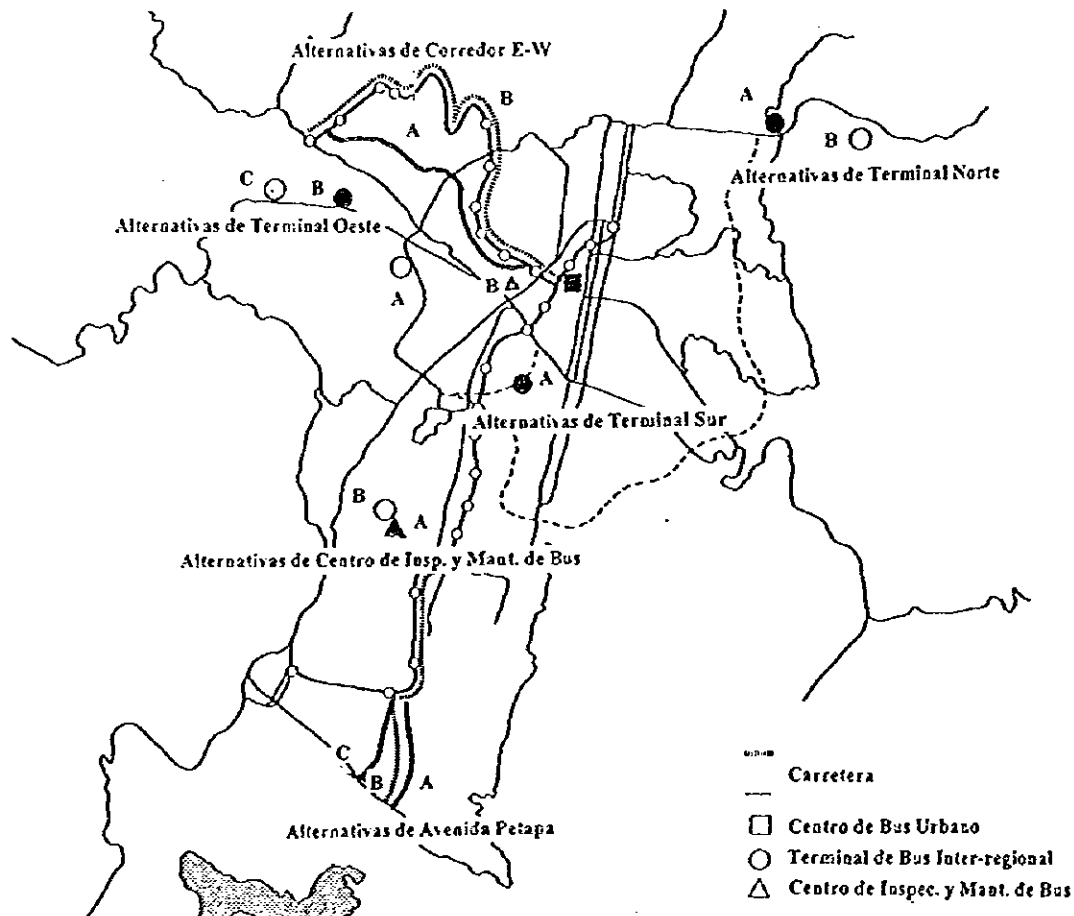 Alternativas de Corredor E-W
B
A
A
B
Alternativas de Terminal Norte
C
B
Alternativas de Terminal Oeste
A
B
A
Alternativas de Terminal Sur
B
A
Alternativas de Centro de Insp. y Mant. de Bus
C
B
A
Alternativas de Avenida Petapa
Carretera
Centro de Bus Urbano
Terminal de Bus Inter-regional
Centro de Inspec. y Mant. de Bus